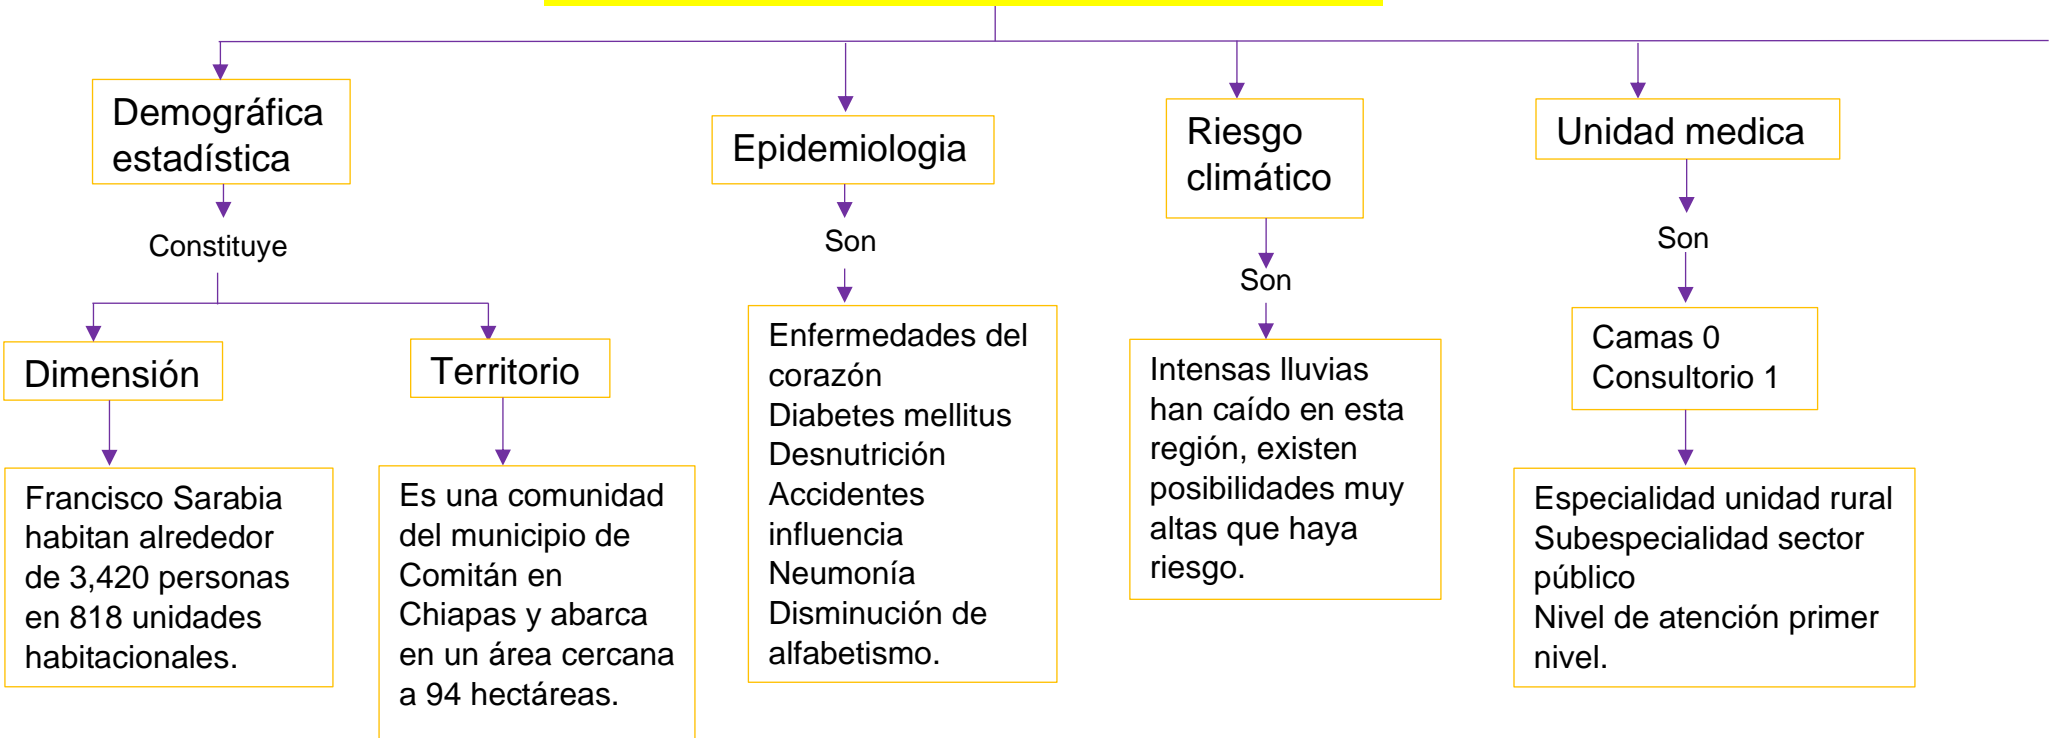 Demográfica
estadística
Constituye
Dimensión
Francisco Sarabia
habitan alrededor
de 3,420 personas
en 818 unidades
habitacionales.
Territorio
Es una comunidad
del municipio de
Comitán en
Chiapas y abarca
en un área cercana
a 94 hectáreas.
Epidemiologia
Son
Enfermedades del
corazón
Diabetes mellitus
Desnutrición
Accidentes
influencia
Neumonía
Disminución de
alfabetismo.
Riesgo
climático
Son
Intensas lluvias
han caído en esta
región, existen
posibilidades muy
altas que haya
riesgo.
Unidad medica
Son
Camas 0
Consultorio 1
Especialidad unidad rural
Subespecialidad sector
público
Nivel de atención primer
nivel.